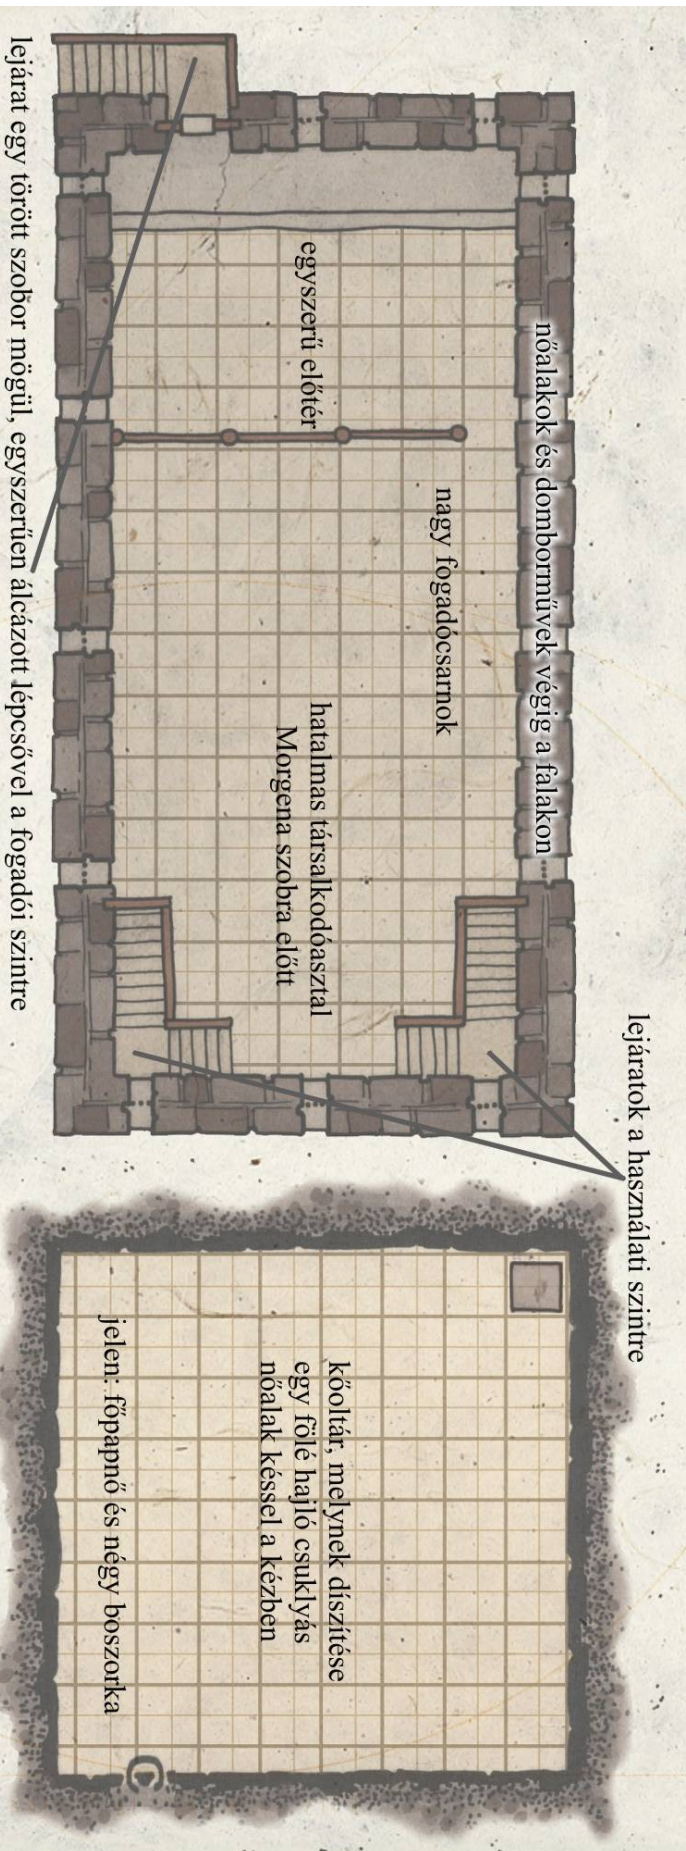 lejáratok a használati szintre
nőalakok és domborművek végig a falakon
nagy fogadócsarnok
egyszerű előtér
hatalmas társalkodóasztal
Morgena szobra előtt
kőoltár, melynek díszítése
egy fölé hajló csuklyás
nőalak késsel a kézben
jelen: főpapnő és négy boszorka
lejárat egy törött szobor mögül, egyszerűen álcázott lépcsővel a fogadói szintre